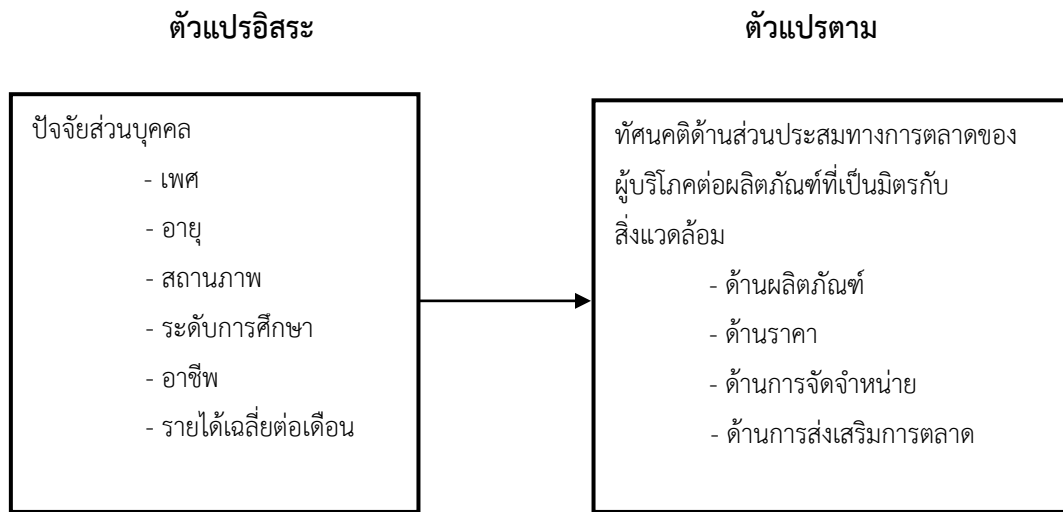 ตัวแปรอิสระ
ตัวแปรตาม
ปัจจัยส่วนบุคคล
- เพศ
- อายุ
- สถานภาพ
- ระดับการศึกษา
- อาชีพ
- รายได้เฉลี่ยต่อเดือน
ทัศนคติด้านส่วนประสมทางการตลาดของ
ผู้บริโภคต่อผลิตภัณฑ์ที่เป็นมิตรกับ
สิ่งแวดล้อม
- ด้านผลิตภัณฑ์
- ด้านราคา
- ด้านการจัดจำหน่าย
- ด้านการส่งเสริมการตลาด